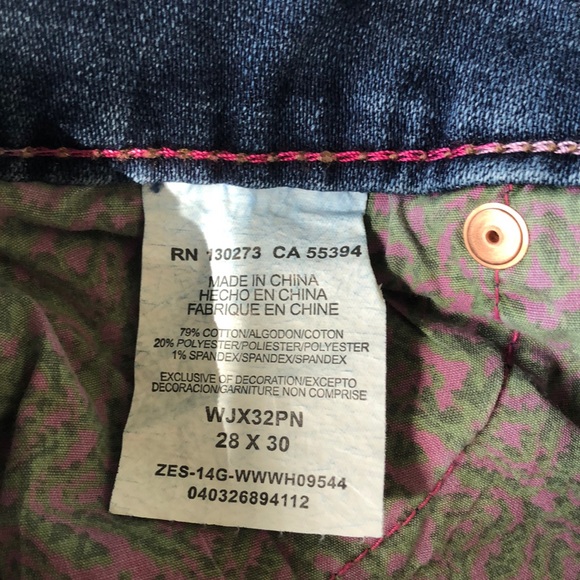 RN 130273 CA 55394
MADE IN CHINA
HECHO EN CHINA
FABRIQUE EN CHINE
79% COTTON/ALGODON/COTON
20% POLYESTER/POLIESTER/POLYESTER
1% SPANDEX/SPANDEX/SPANDEX
EXCLUSIVE OF DECORATION/EXCEPTO
DECORACION/GARNITURE NON COMPRISE
WJX32PN
28 X 30
ZES-14G-WWWH09544
040326894112